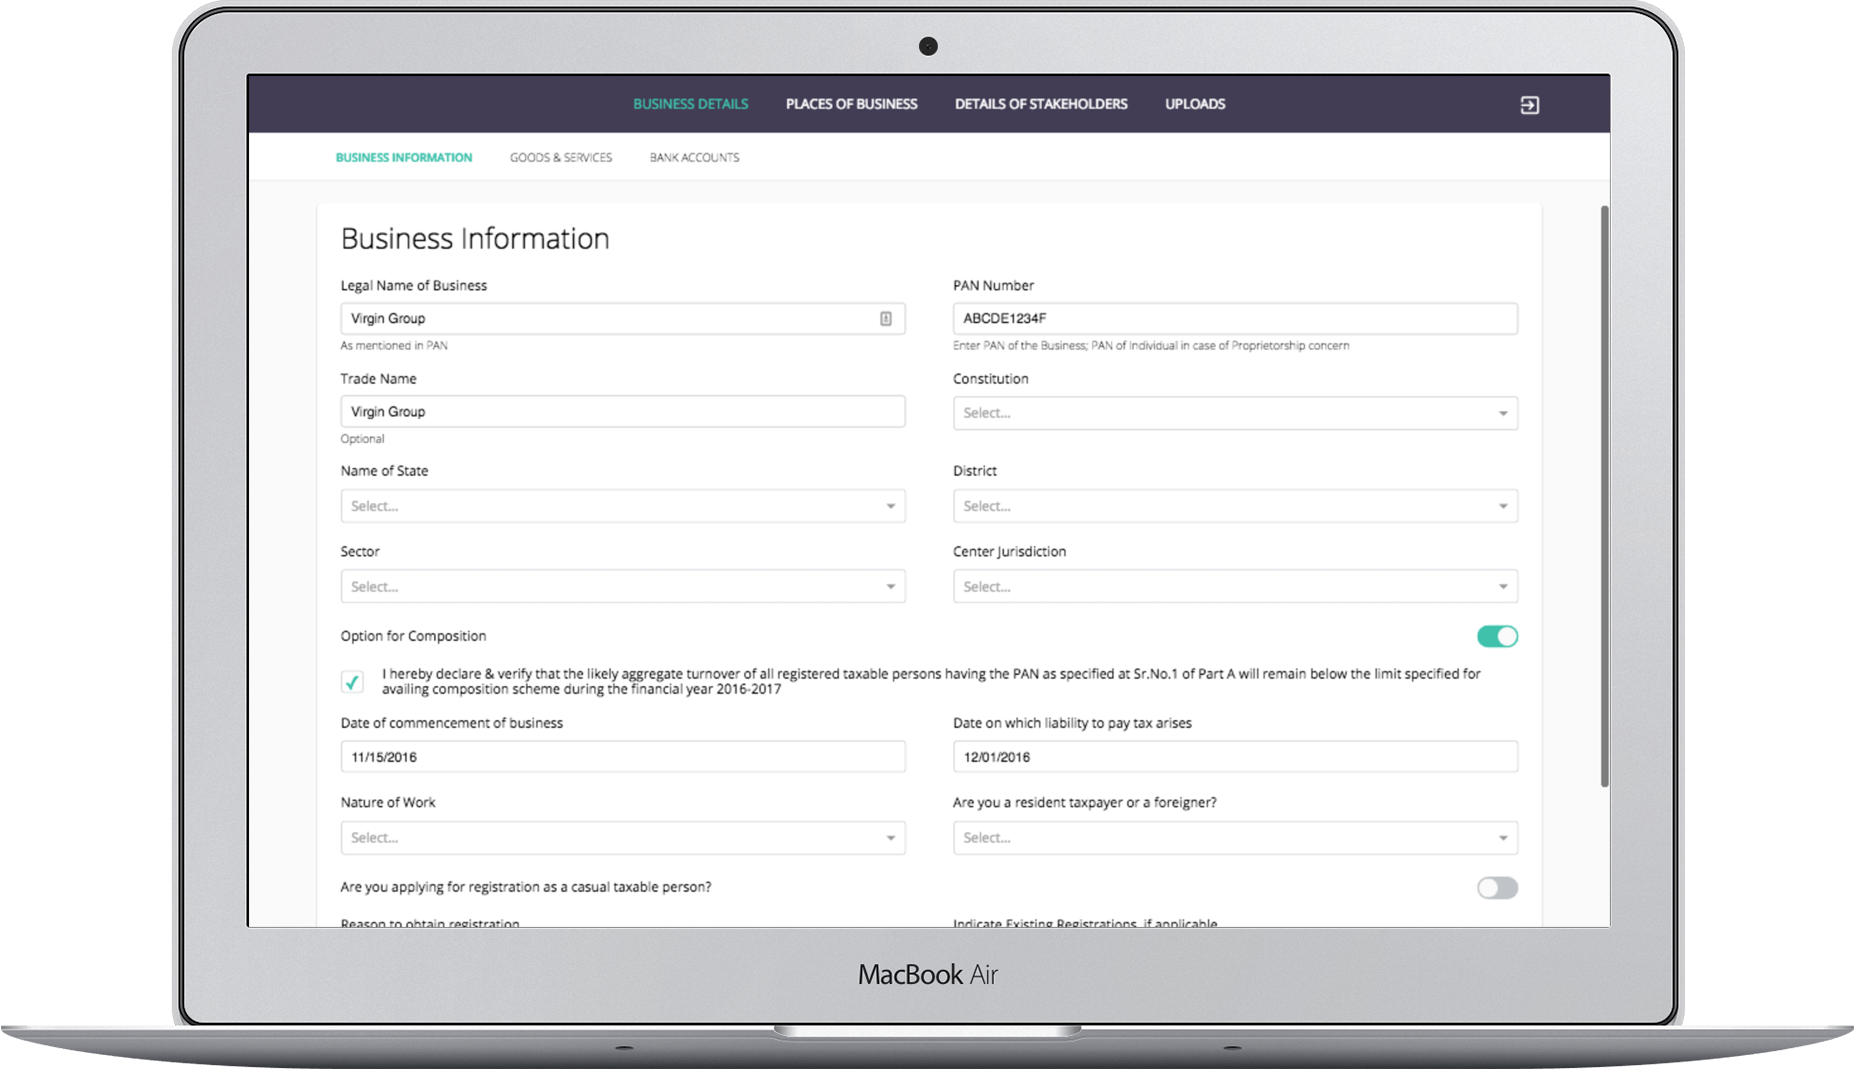 BUSINESS DETAILS PLACES OF BUSINESS DETAILS OF STAKEHOLDERS UPLOADS
BUSINESS INFORMATION GOODS & SERVICES BANK ACCOUNTS
Business Information
Legal Name of Business PAN Number
Virgin Group ABCDE1234F
As mentioned in PAN Enter PAN of the Business; PAN of Individual in case of Proprietorship concern
Trade Name Constitution
Virgin Group Select...
Optional
Name of State District
Select... Select...
Sector Center Jurisdiction
Select... Select...
Option for Composition
I hereby declare & verify that the likely aggregate turnover of all registered taxable persons having the PAN as specified at Sr.No.1 of Part A will remain below the limit specified for
availing composition scheme during the financial year 2016-2017
Date of commencement of business Date on which liability to pay tax arises
11/15/2016 12/01/2016
Nature of Work Are you a resident taxpayer or a foreigner?
Select... Select...
Are you applying for registration as a casual taxable person?
Reason to obtain registration Indicate Existing Registrations, if applicable
MacBook Air